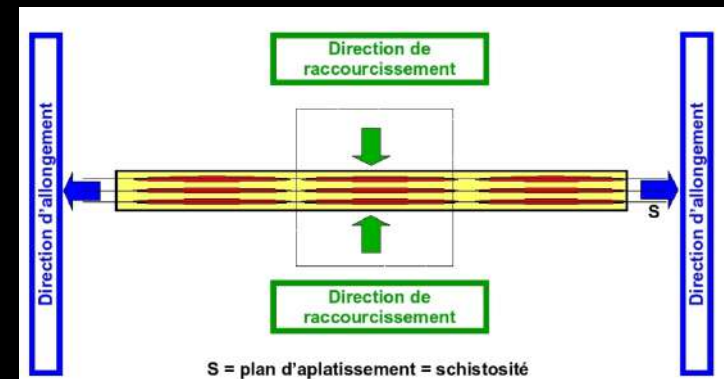 Direction de
raccourcissement
Direction d'allongement
Direction d'allongement
S
Direction de
raccourcissement
S = plan d'aplatissement = schistosité